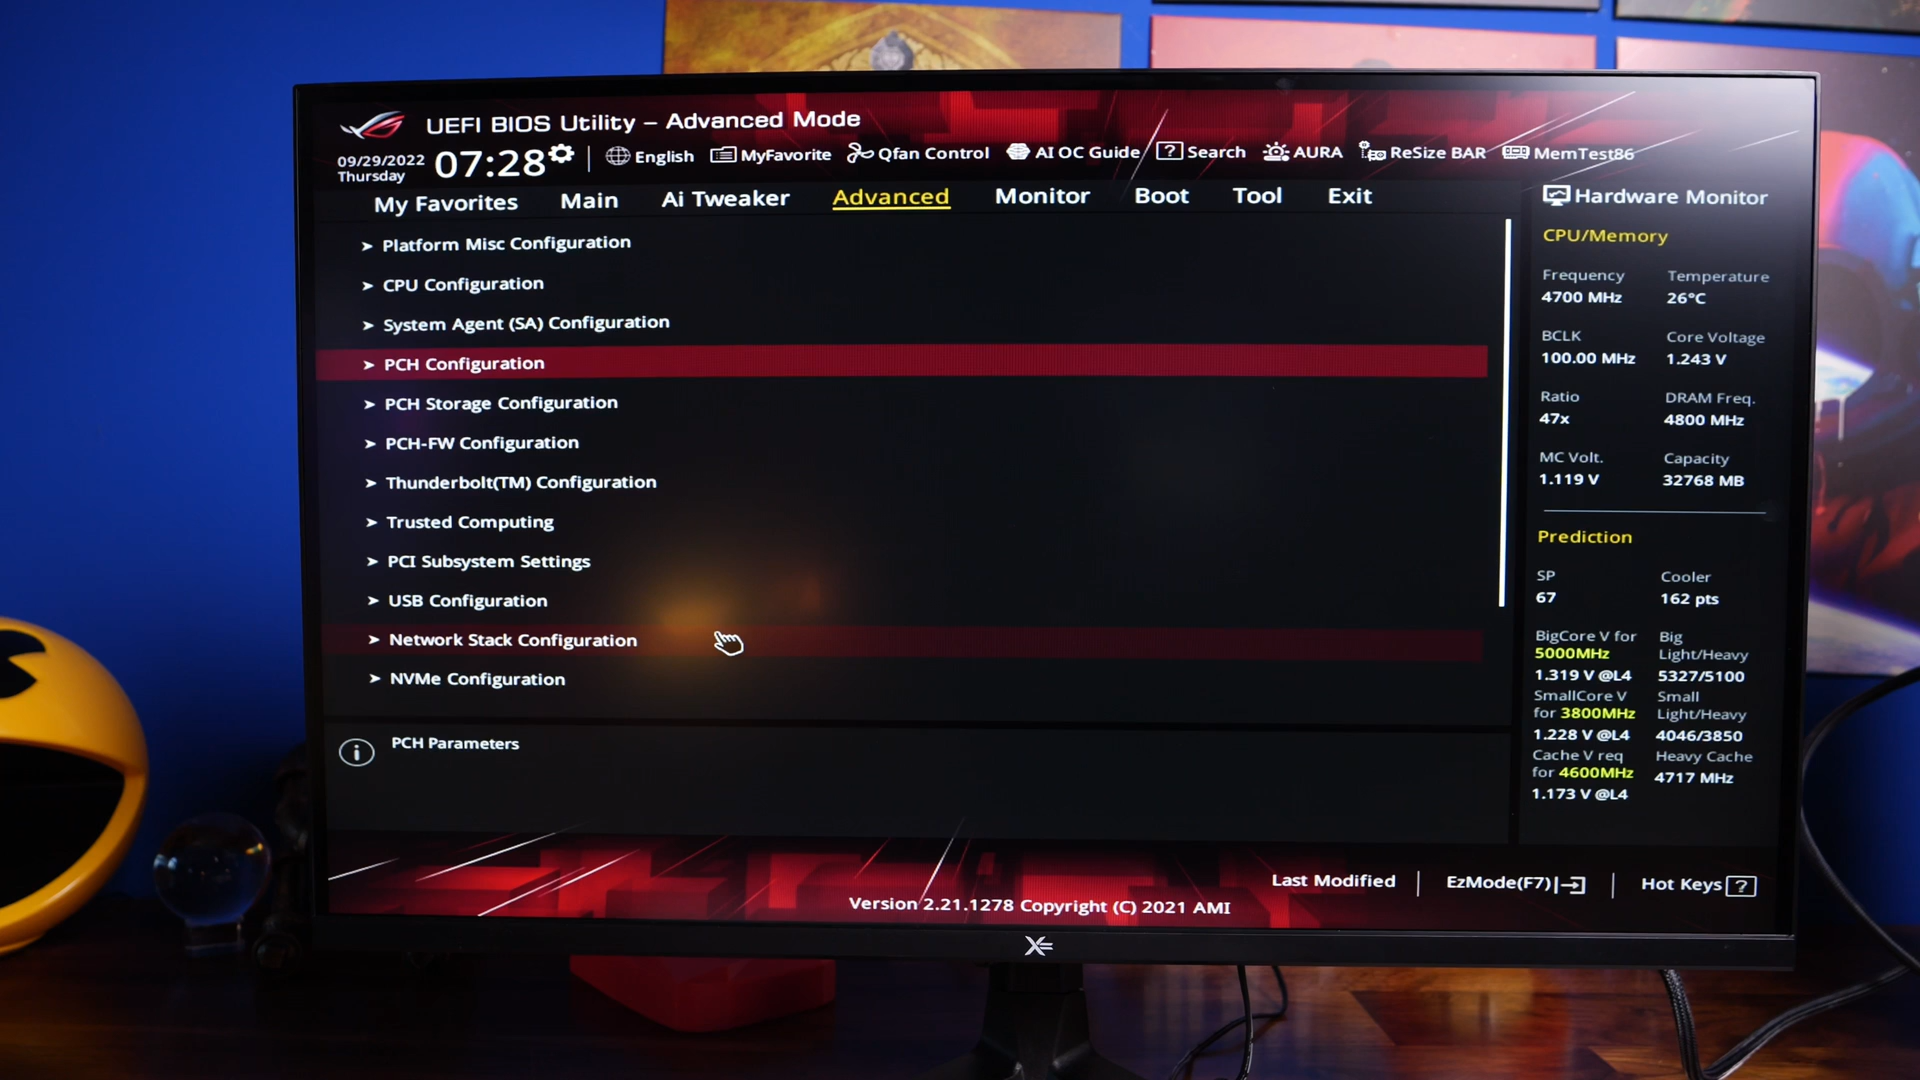 UEFI BIOS Utility – Advanced Mode
09/29/2022
Thursday
07:28
English
MyFavorite
Qfan Control
AI OC Guide
? Search
AURA
ReSize BAR
MemTest86
My Favorites
Main
Ai Tweaker
Advanced
Monitor
Boot
Tool
Exit
Platform Misc Configuration
CPU Configuration
System Agent (SA) Configuration
PCH Configuration
PCH Storage Configuration
PCH-FW Configuration
Thunderbolt(TM) Configuration
Trusted Computing
PCI Subsystem Settings
USB Configuration
Network Stack Configuration
NVMe Configuration
i
PCH Parameters
Hardware Monitor
CPU/Memory
Frequency Temperature
4700 MHz 26°C
BCLK Core Voltage
100.00 MHz 1.243 V
Ratio DRAM Freq.
47x 4800 MHz
MC Volt. Capacity
1.119 V 32768 MB
Prediction
SP Cooler
67 162 pts
BigCore V for Big
5000MHz Light/Heavy
1.319 V @L4 5327/5100
SmallCore V Small
for 3800MHz Light/Heavy
1.228 V @L4 4046/3850
Cache V req Heavy Cache
for 4600MHz 4717 MHz
1.173 V @L4
Last Modified
EzMode(F7)
Hot Keys ?
Version 2.21.1278 Copyright (C) 2021 AMI